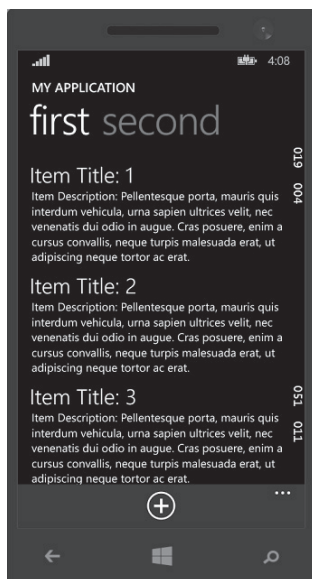 4:08
MY APPLICATION
first second
019 004
Item Title: 1
Item Description: Pellentesque porta, mauris quis
interdum vehicula, urna sapien ultrices velit, nec
venenatis dui odio in augue. Cras posuere, enim a
cursus convallis, neque turpis malesuada erat, ut
adipiscing neque tortor ac erat.
Item Title: 2
Item Description: Pellentesque porta, mauris quis
interdum vehicula, urna sapien ultrices velit, nec
venenatis dui odio in augue. Cras posuere, enim a
cursus convallis, neque turpis malesuada erat, ut
adipiscing neque tortor ac erat.
Item Title: 3
051 011
Item Description: Pellentesque porta, mauris quis
interdum vehicula, urna sapien ultrices velit, nec
venenatis dui odio in augue. Cras posuere, enim a
cursus convallis, neque turpis malesuada erat, ut
adipiscing neque tortor ac erat.